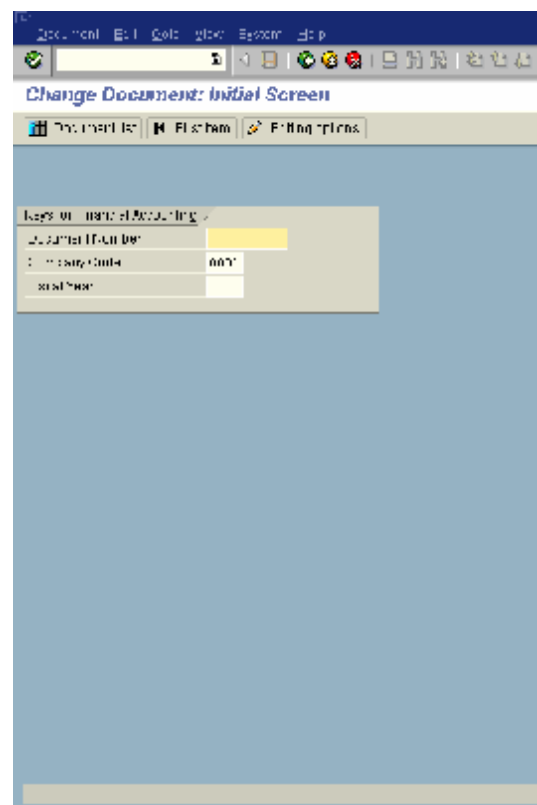 Document Edit Goto View System Help
Change Document: Initial Screen
Document list First item Editing options
Keys for Financial Accounting
Document Number
Company Code 0001
Fiscal Year